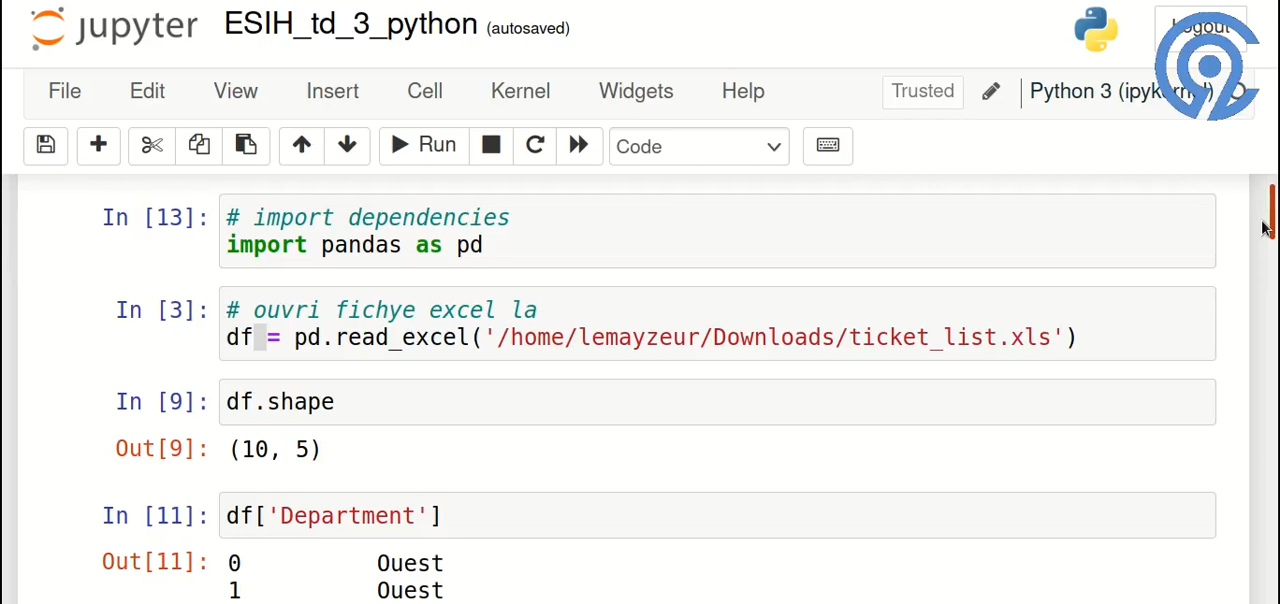 jupyter ESIH_td_3_python (autosaved) Logout
File Edit View Insert Cell Kernel Widgets Help Trusted Python 3 (ipykernel)
Run Code
In [13]: # import dependencies
import pandas as pd
In [3]: # ouvri fichye excel la
df = pd.read_excel('/home/lemayzeur/Downloads/ticket_list.xls')
In [9]: df.shape
Out[9]: (10, 5)
In [11]: df['Department']
Out[11]: 0 Ouest
1 Ouest